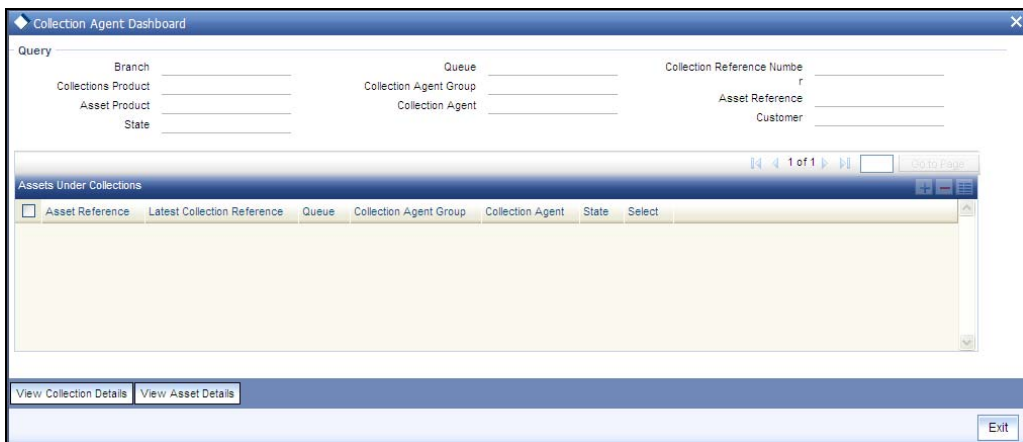 Collection Agent Dashboard
Query
Branch
Collections Product
Asset Product
State
Queue
Collection Agent Group
Collection Agent
Collection Reference Numbe
r
Asset Reference
Customer
1 of 1
Go to Page
Assets Under Collections
Asset Reference Latest Collection Reference Queue Collection Agent Group Collection Agent State Select
View Collection Details View Asset Details
Exit